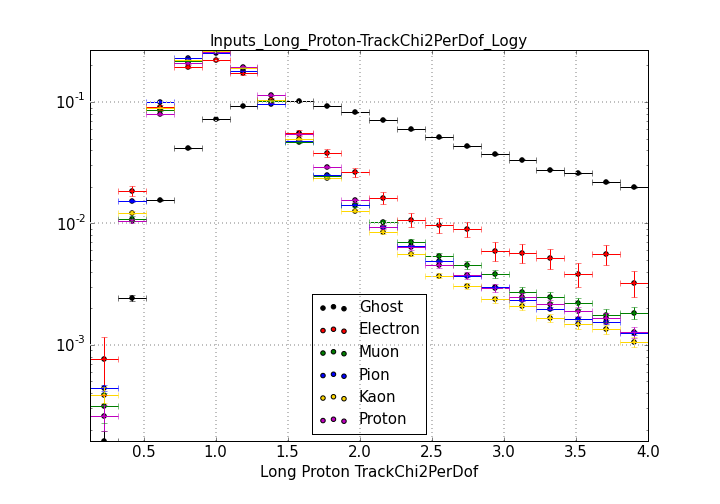 Inputs_Long_Proton-TrackChi2PerDof_Logy
10^-1
10^-2
10^-3
Ghost
Electron
Muon
Pion
Kaon
Proton
0.5 1.0 1.5 2.0 2.5 3.0 3.5 4.0
Long Proton TrackChi2PerDof